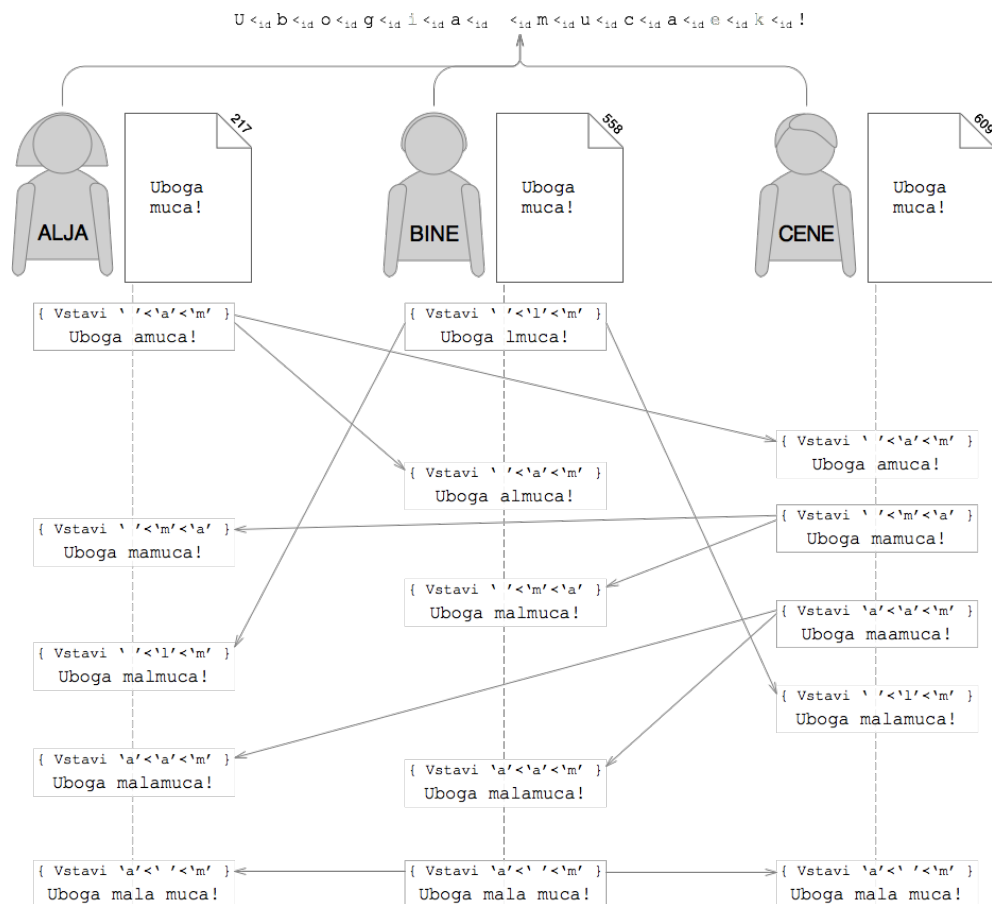 U≺id b≺id o≺id g≺id i≺id a≺id  ≺id m≺id u≺id c≺id a≺id e≺id k≺id !
217
558
609
Uboga
muca!
Uboga
muca!
Uboga
muca!
ALJA
BINE
CENE
{ Vstavi ‘ ’≺‘a’≺‘m’ }
Uboga amuca!
{ Vstavi ‘ ’≺‘l’≺‘m’ }
Uboga lmuca!
{ Vstavi ‘ ’≺‘a’≺‘m’ }
Uboga amuca!
{ Vstavi ‘ ’≺‘a’≺‘m’ }
Uboga almuca!
{ Vstavi ‘ ’≺‘m’≺‘a’ }
Uboga mamuca!
{ Vstavi ‘ ’≺‘m’≺‘a’ }
Uboga mamuca!
{ Vstavi ‘ ’≺‘m’≺‘a’ }
Uboga malmuca!
{ Vstavi ‘a’≺‘a’≺‘m’ }
Uboga maamuca!
{ Vstavi ‘ ’≺‘l’≺‘m’ }
Uboga malmuca!
{ Vstavi ‘ ’≺‘l’≺‘m’ }
Uboga malamuca!
{ Vstavi ‘a’≺‘a’≺‘m’ }
Uboga malamuca!
{ Vstavi ‘a’≺‘a’≺‘m’ }
Uboga malamuca!
{ Vstavi ‘a’≺‘ ’≺‘m’ }
Uboga mala muca!
{ Vstavi ‘a’≺‘ ’≺‘m’ }
Uboga mala muca!
{ Vstavi ‘a’≺‘ ’≺‘m’ }
Uboga mala muca!